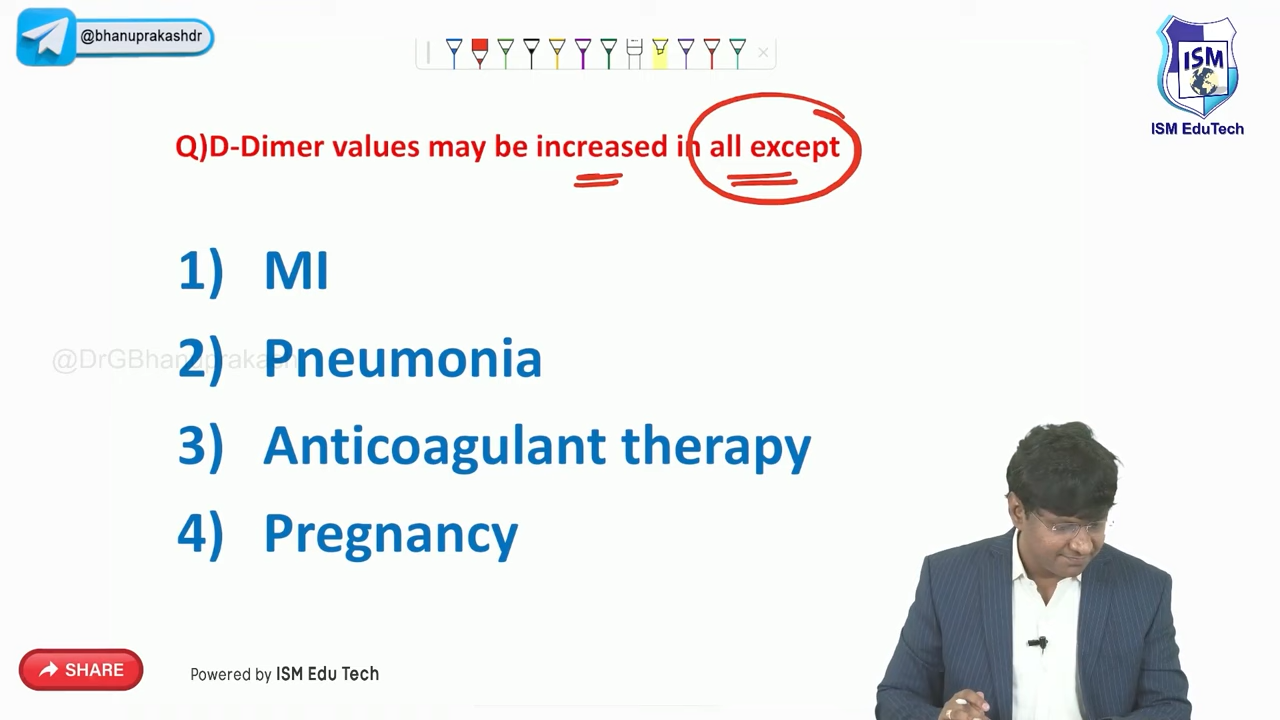 @bhanuprakashdr
ISM
ISM EduTech
Q)D-Dimer values may be increased in all except
1) MI
@DrGBhanuprakash
2) Pneumonia
3) Anticoagulant therapy
4) Pregnancy
SHARE
Powered by ISM Edu Tech